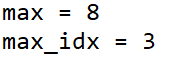 max = 8
max_idx = 3